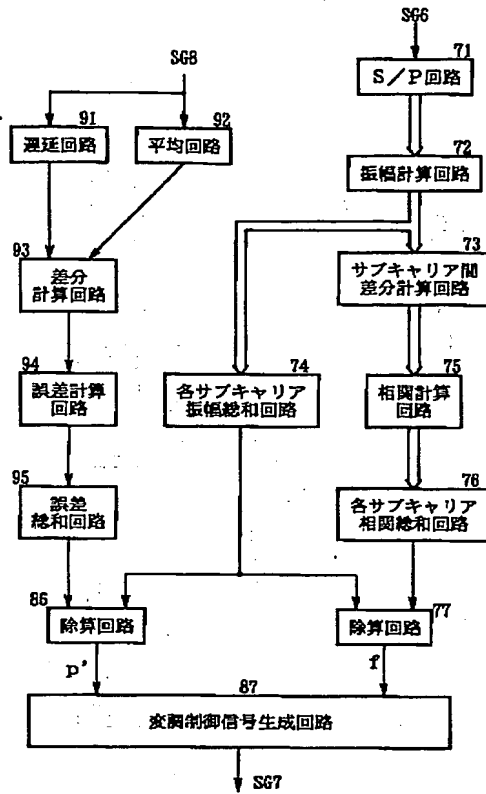 SG6
71
S／P回路
SG8
91
92
遅延回路
平均回路
72
振幅計算回路
93
差分
計算回路
73
サブキャリア間
差分計算回路
94
誤差計算
回路
74
各サブキャリア
振幅総和回路
75
相関計算
回路
95
誤差
総和回路
76
各サブキャリア
相関総和回路
86
除算回路
77
除算回路
p'
f
87
変調制御信号生成回路
SG7